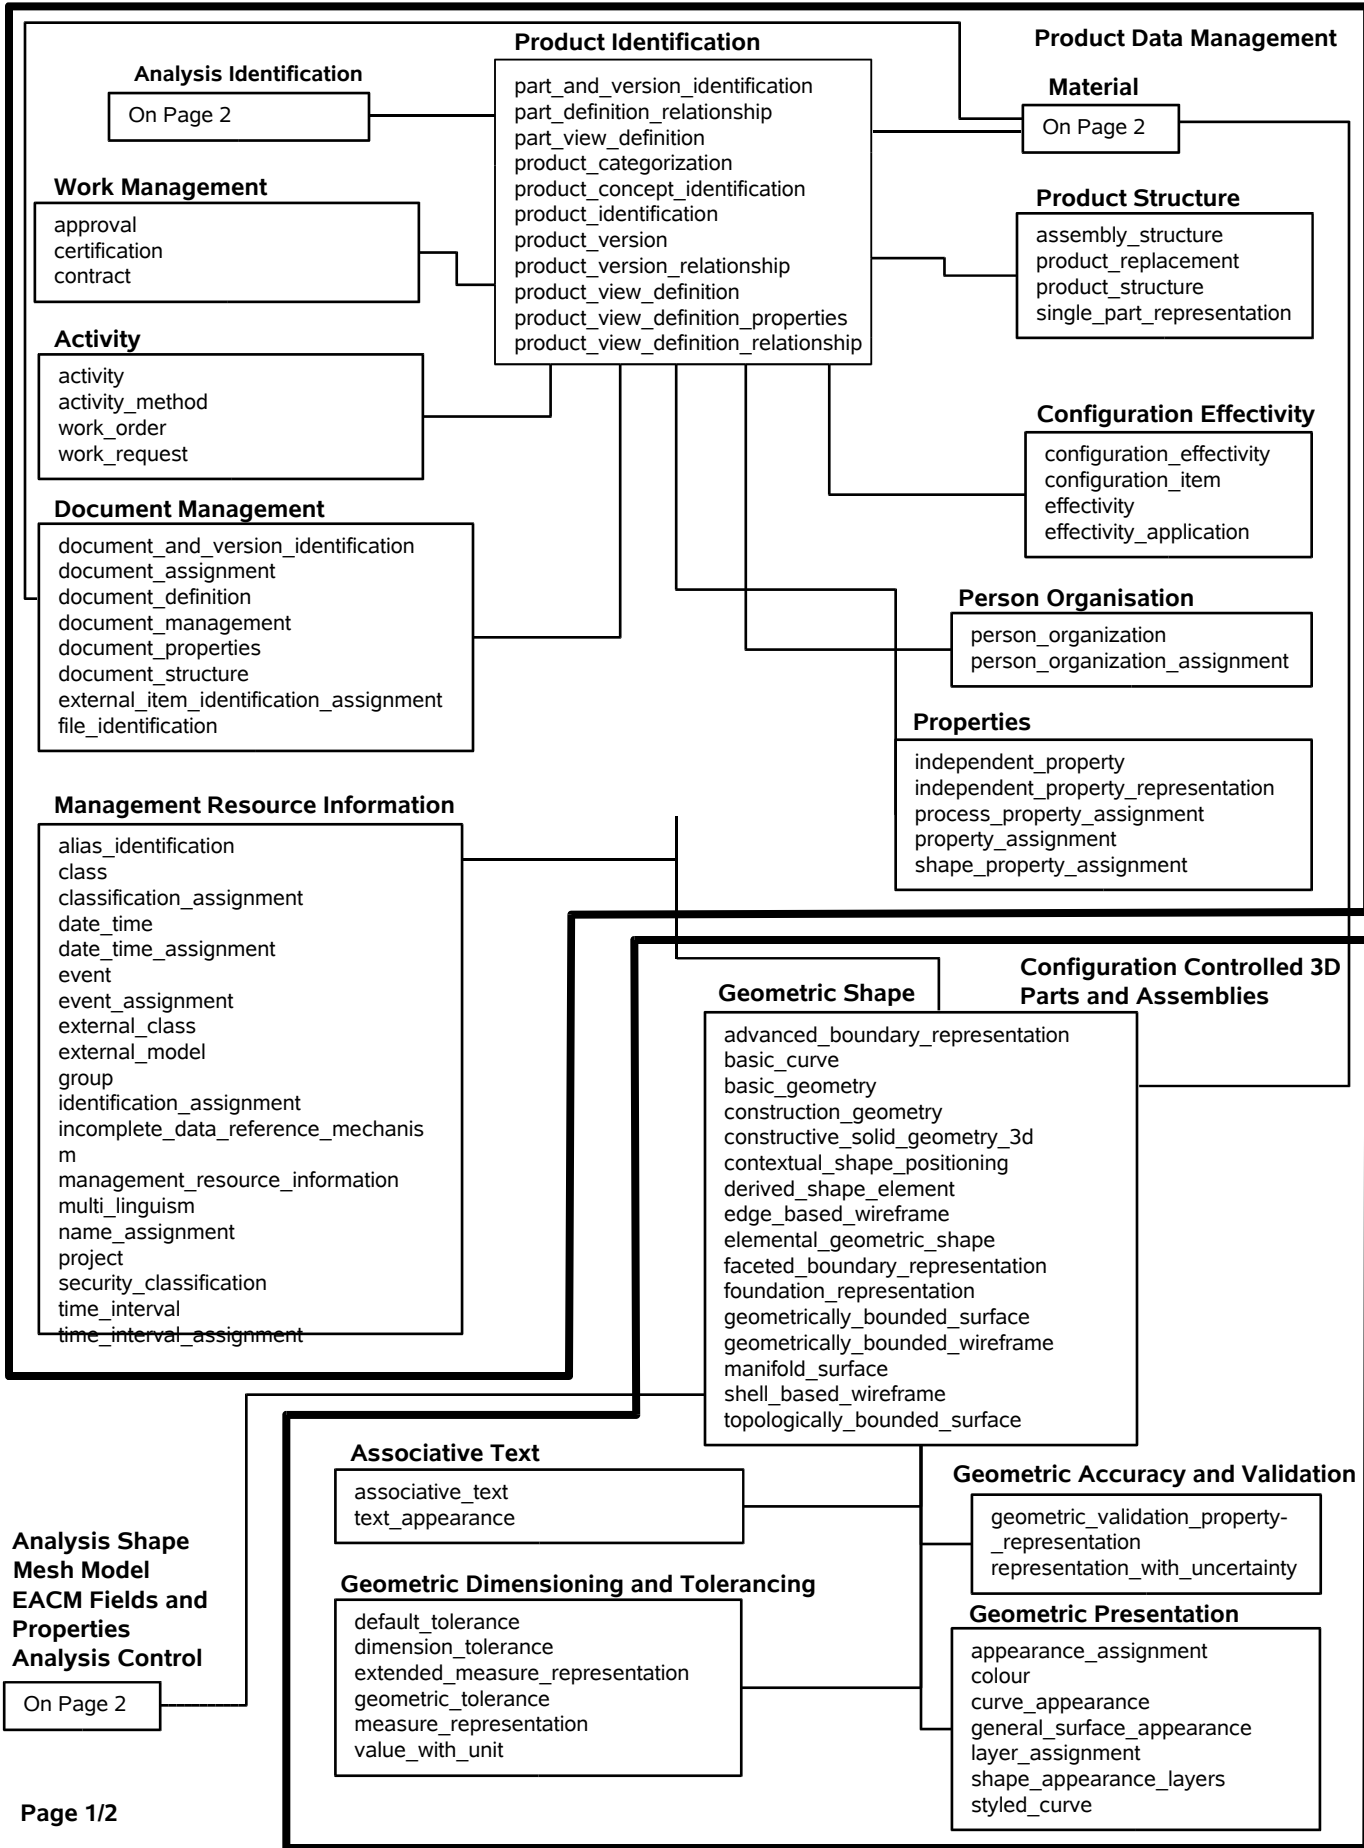 Product Data Management
Product Identification
part_and_version_identification
part_definition_relationship
part_view_definition
product_categorization
product_concept_identification
product_identification
product_version
product_version_relationship
product_view_definition
product_view_definition_properties
product_view_definition_relationship
Analysis Identification
On Page 2
Material
On Page 2
Work Management
approval
certification
contract
Product Structure
assembly_structure
product_replacement
product_structure
single_part_representation
Activity
activity
activity_method
work_order
work_request
Configuration Effectivity
configuration_effectivity
configuration_item
effectivity
effectivity_application
Document Management
document_and_version_identification
document_assignment
document_definition
document_management
document_properties
document_structure
external_item_identification_assignment
file_identification
Person Organisation
person_organization
person_organization_assignment
Properties
independent_property
independent_property_representation
process_property_assignment
property_assignment
shape_property_assignment
Management Resource Information
alias_identification
class
classification_assignment
date_time
date_time_assignment
event
event_assignment
external_class
external_model
group
identification_assignment
incomplete_data_reference_mechanis
m
management_resource_information
multi_linguism
name_assignment
project
security_classification
time_interval
time_interval_assignment
Configuration Controlled 3D
Parts and Assemblies
Geometric Shape
advanced_boundary_representation
basic_curve
basic_geometry
construction_geometry
constructive_solid_geometry_3d
contextual_shape_positioning
derived_shape_element
edge_based_wireframe
elemental_geometric_shape
faceted_boundary_representation
foundation_representation
geometrically_bounded_surface
geometrically_bounded_wireframe
manifold_surface
shell_based_wireframe
topologically_bounded_surface
Associative Text
associative_text
text_appearance
Geometric Accuracy and Validation
geometric_validation_property-
_representation
representation_with_uncertainty
Analysis Shape
Mesh Model
EACM Fields and
Properties
Analysis Control
On Page 2
Geometric Dimensioning and Tolerancing
default_tolerance
dimension_tolerance
extended_measure_representation
geometric_tolerance
measure_representation
value_with_unit
Geometric Presentation
appearance_assignment
colour
curve_appearance
general_surface_appearance
layer_assignment
shape_appearance_layers
styled_curve
Page 1/2